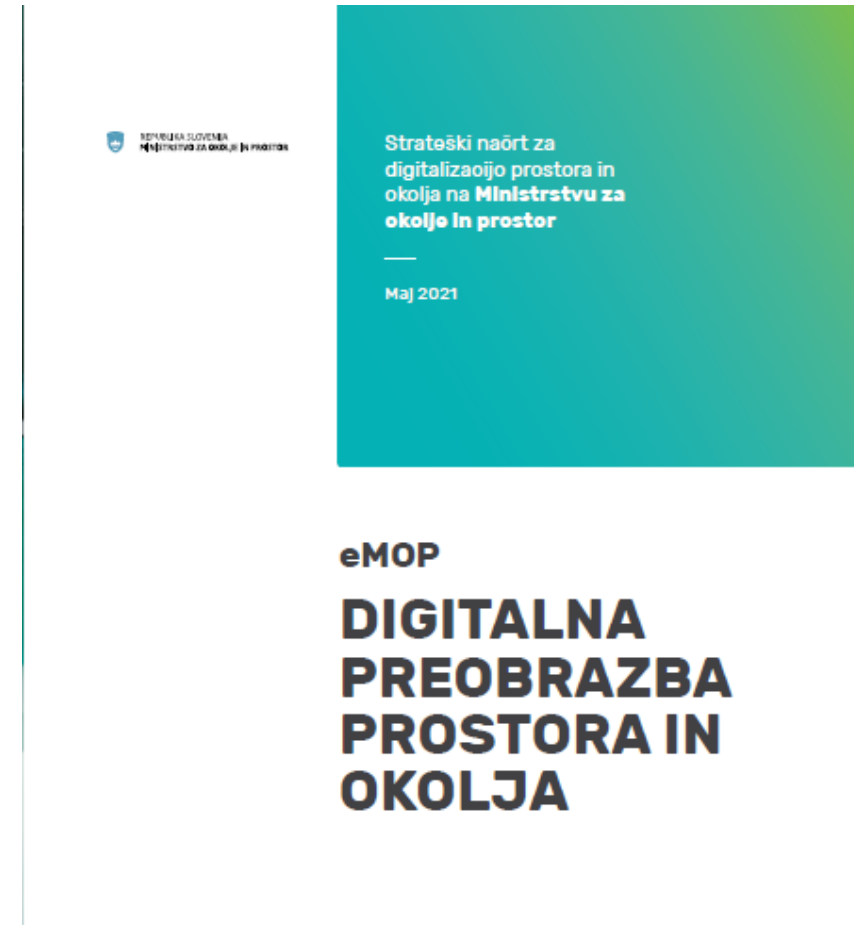 REPUBLIKA SLOVENIJA
MINISTRSTVO ZA OKOLJE IN PROSTOR
Strateški naört za
digitalizaoijo prostora in
okolja na Ministrstvu za
okolje in prostor
Maj 2021
eMOP
DIGITALNA
PREOBRAZBA
PROSTORA IN
OKOLJA